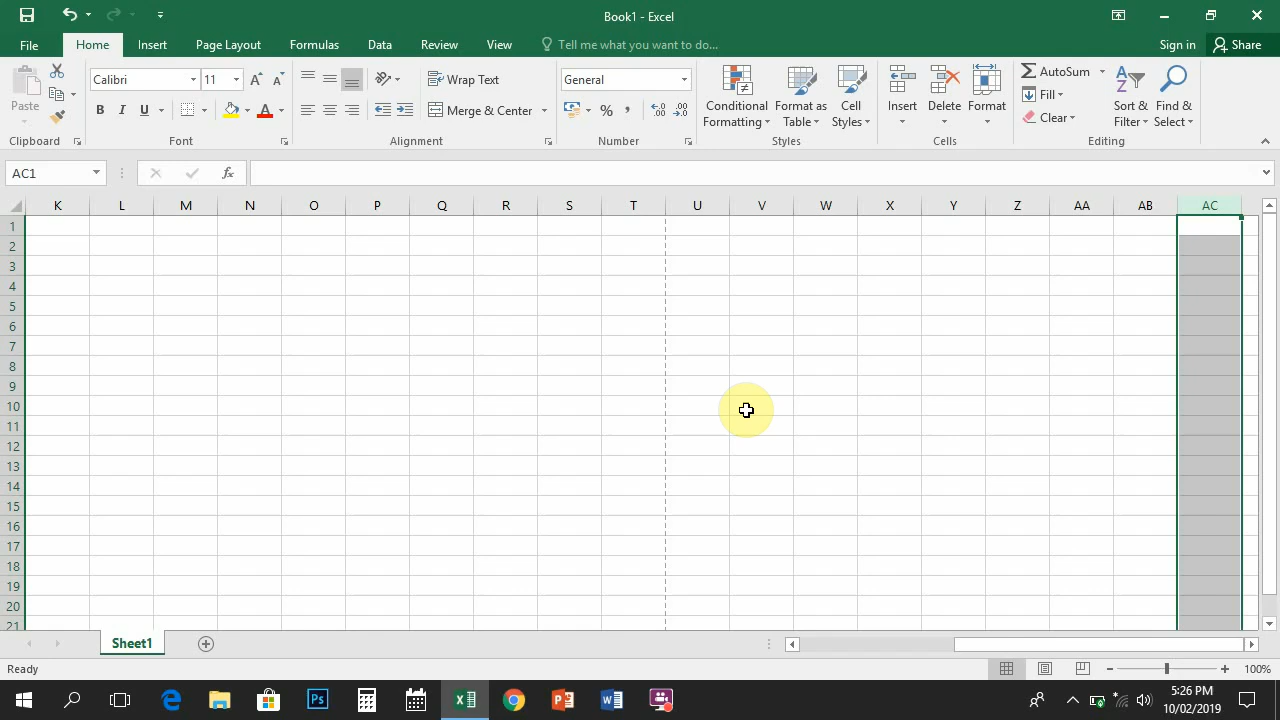 Book1 - Excel
File Home Insert Page Layout Formulas Data Review View Tell me what you want to do... Sign in Share
Paste
Clipboard
Calibri 11
B I U A
Font
Wrap Text
Merge & Center
Alignment
General
% ,
Number
Conditional Formatting
Format as Table
Cell Styles
Styles
Insert
Delete
Format
Cells
AutoSum
Fill
Clear
Sort & Filter
Find & Select
Editing
AC1 fx
K L M N O P Q R S T U V W X Y Z AA AB AC
1
2
3
4
5
6
7
8
9
10
11
12
13
14
15
16
17
18
19
20
21
Sheet1
Ready 100%
5:26 PM
10/02/2019